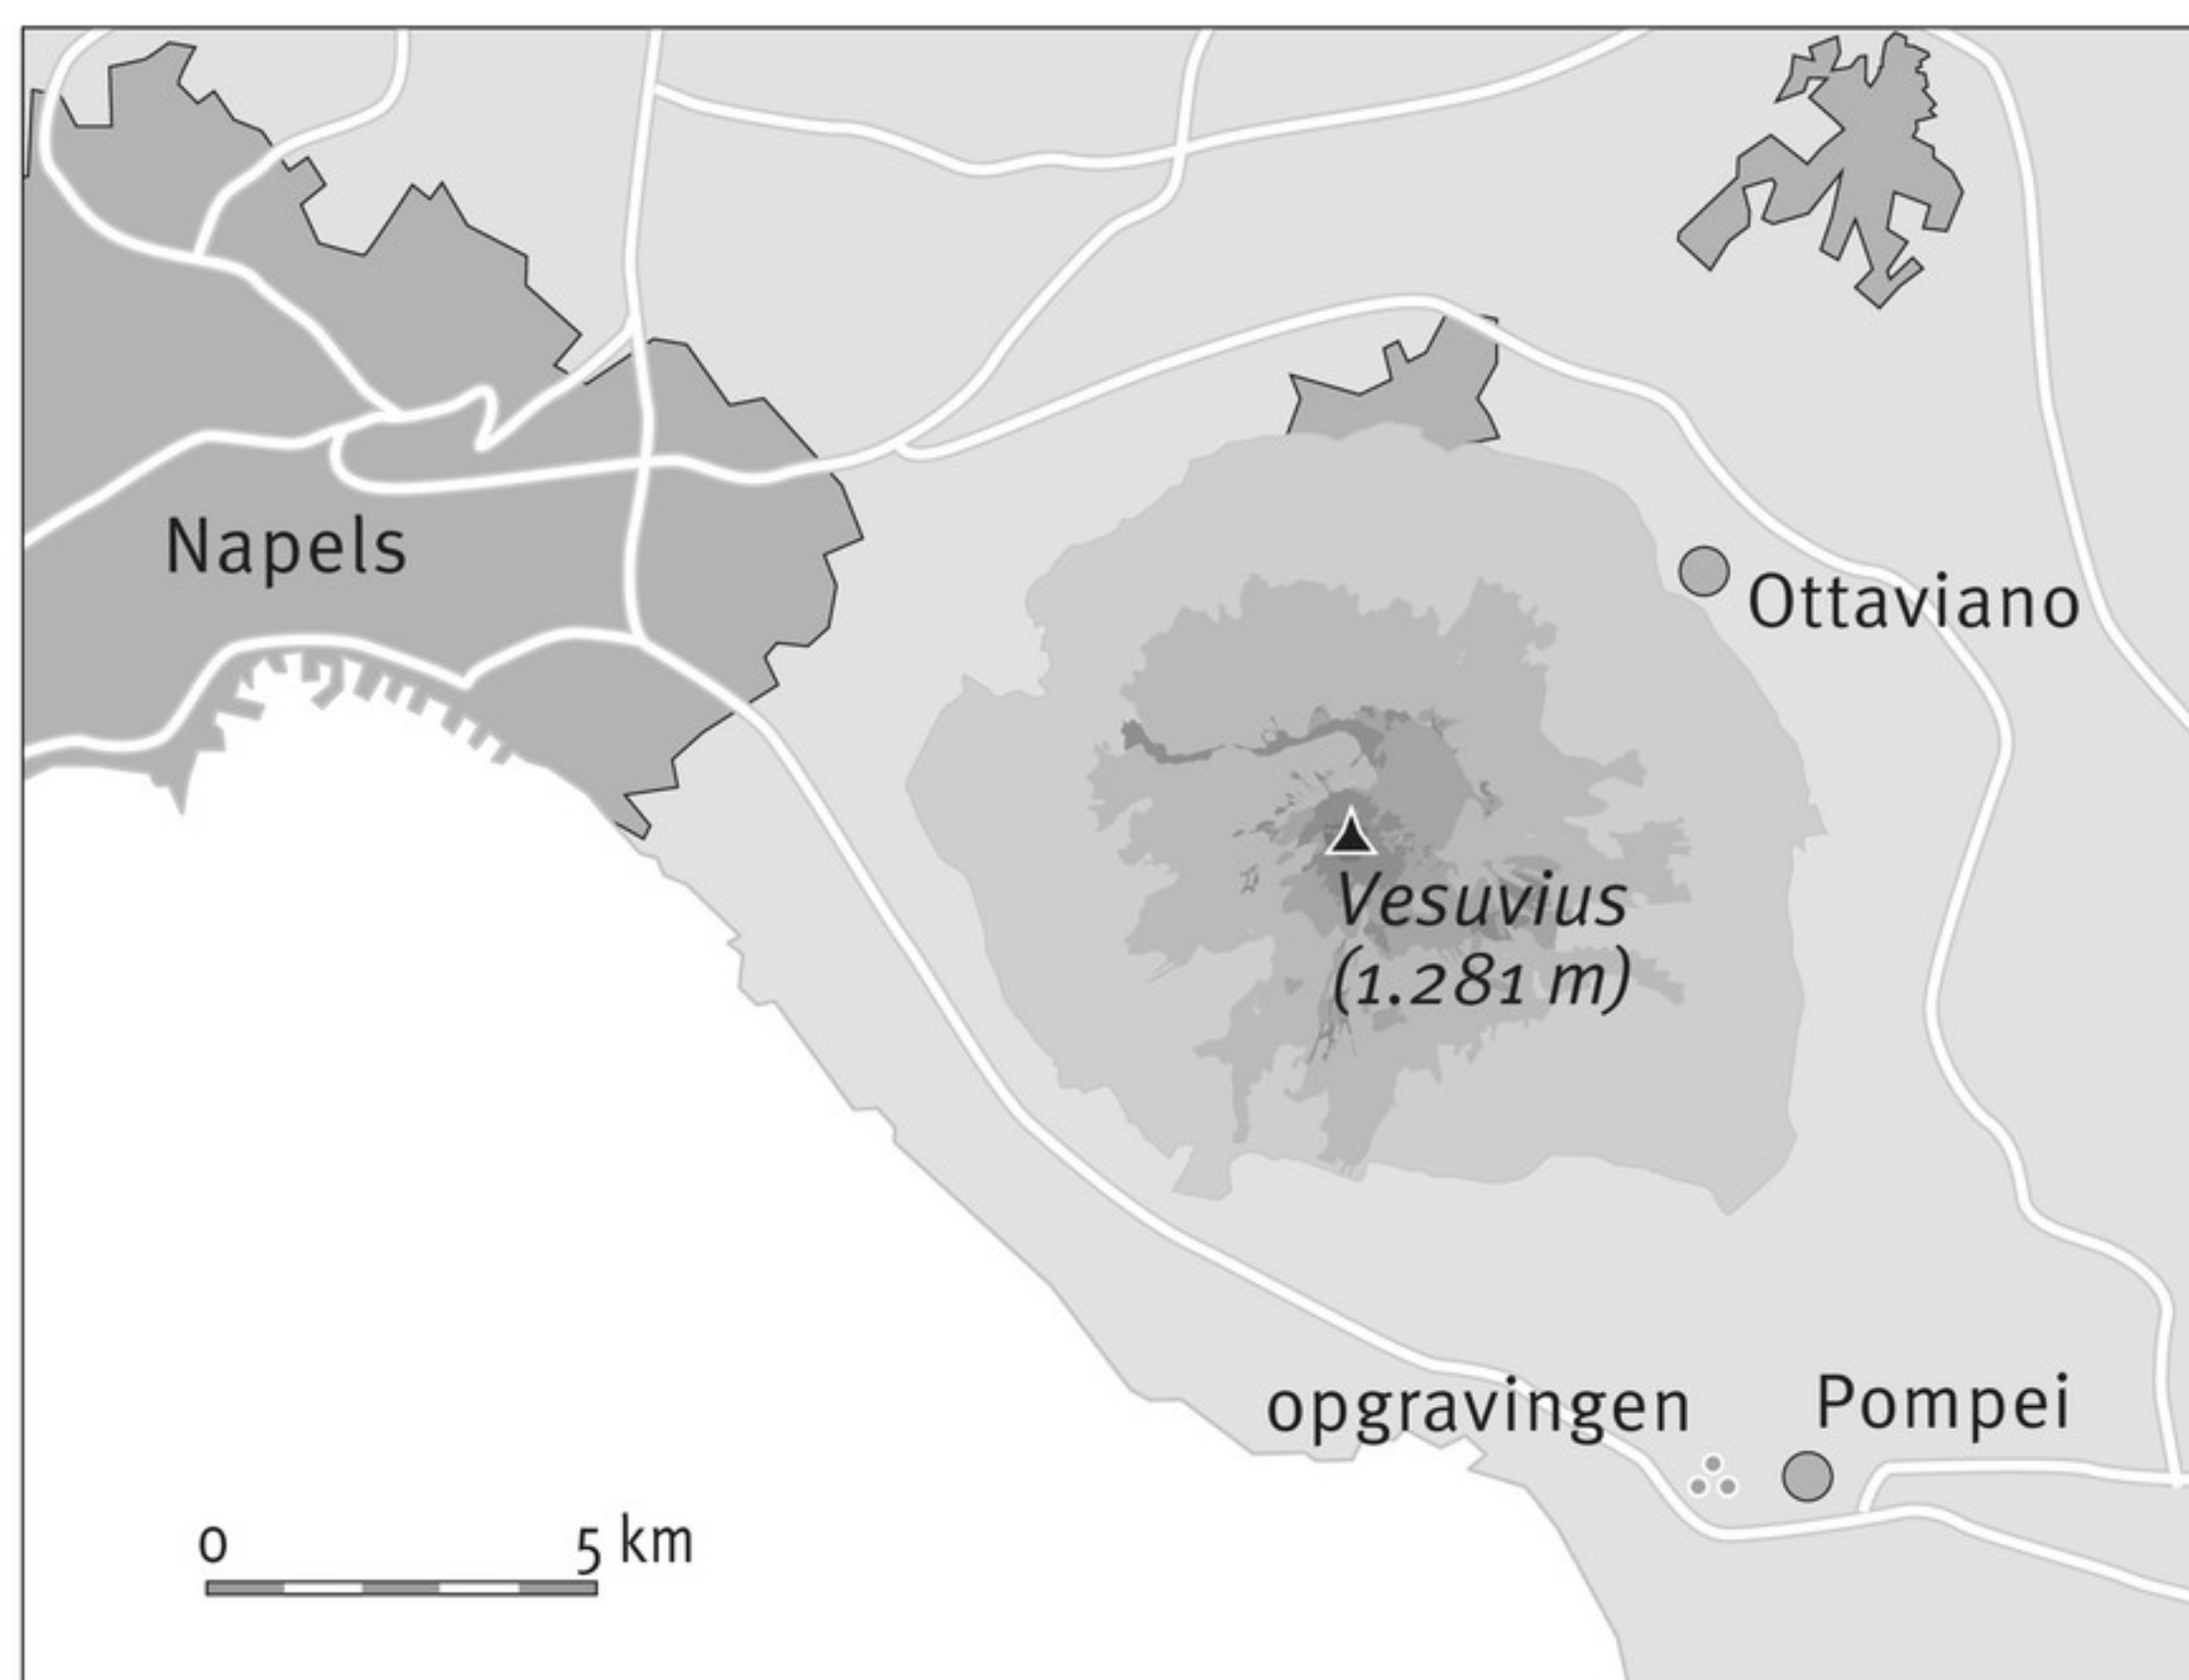 Napels
Ottaviano
Vesuvius
(1.281 m)
opgravingen
Pompei
0
5 km